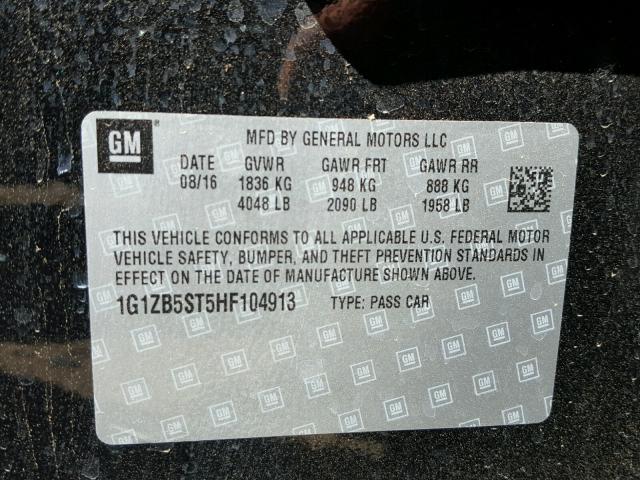 GM
MFD BY GENERAL MOTORS LLC
DATE GVWR GAWR FRT GAWR RR
08/16 1836 KG 948 KG 888 KG
4048 LB 2090 LB 1958 LB
THIS VEHICLE CONFORMS TO ALL APPLICABLE U.S. FEDERAL MOTOR
VEHICLE SAFETY, BUMPER, AND THEFT PREVENTION STANDARDS IN
EFFECT ON THE DATE OF MANUFACTURE SHOWN ABOVE.
1G1ZB5ST5HF104913 TYPE: PASS CAR